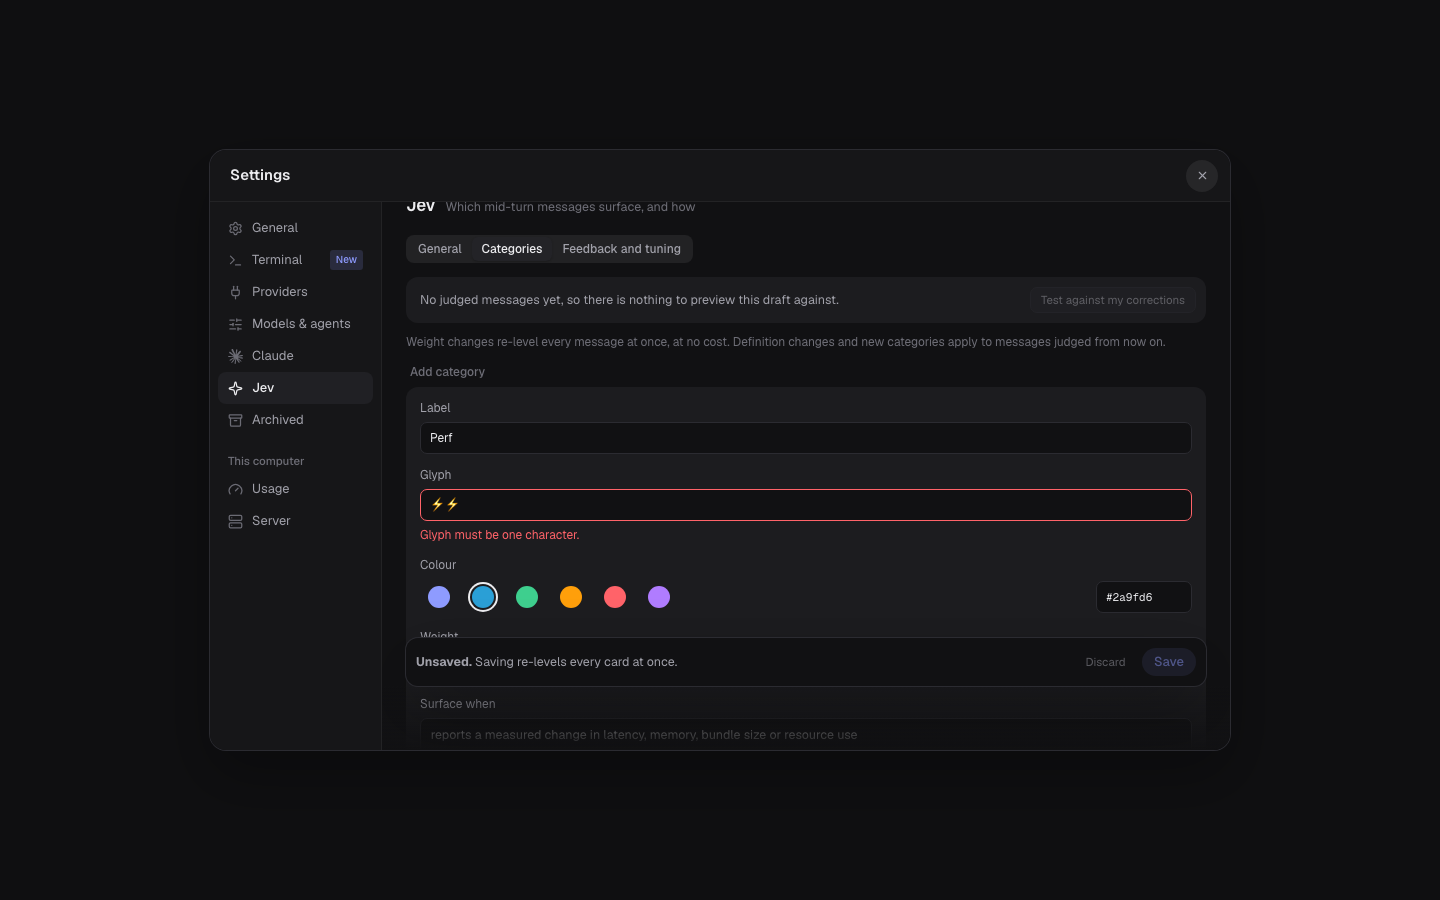 Settings
General
Terminal New
Providers
Models & agents
Claude
Jev
Archived
This computer
Usage
Server
Jev Which mid-turn messages surface, and how
General Categories Feedback and tuning
No judged messages yet, so there is nothing to preview this draft against. Test against my corrections
Weight changes re-level every message at once, at no cost. Definition changes and new categories apply to messages judged from now on.
Add category
Label
Perf
Glyph
⚡⚡
Glyph must be one character.
Colour
#2a9fd6
Weight
Unsaved. Saving re-levels every card at once. Discard Save
Surface when
reports a measured change in latency, memory, bundle size or resource use